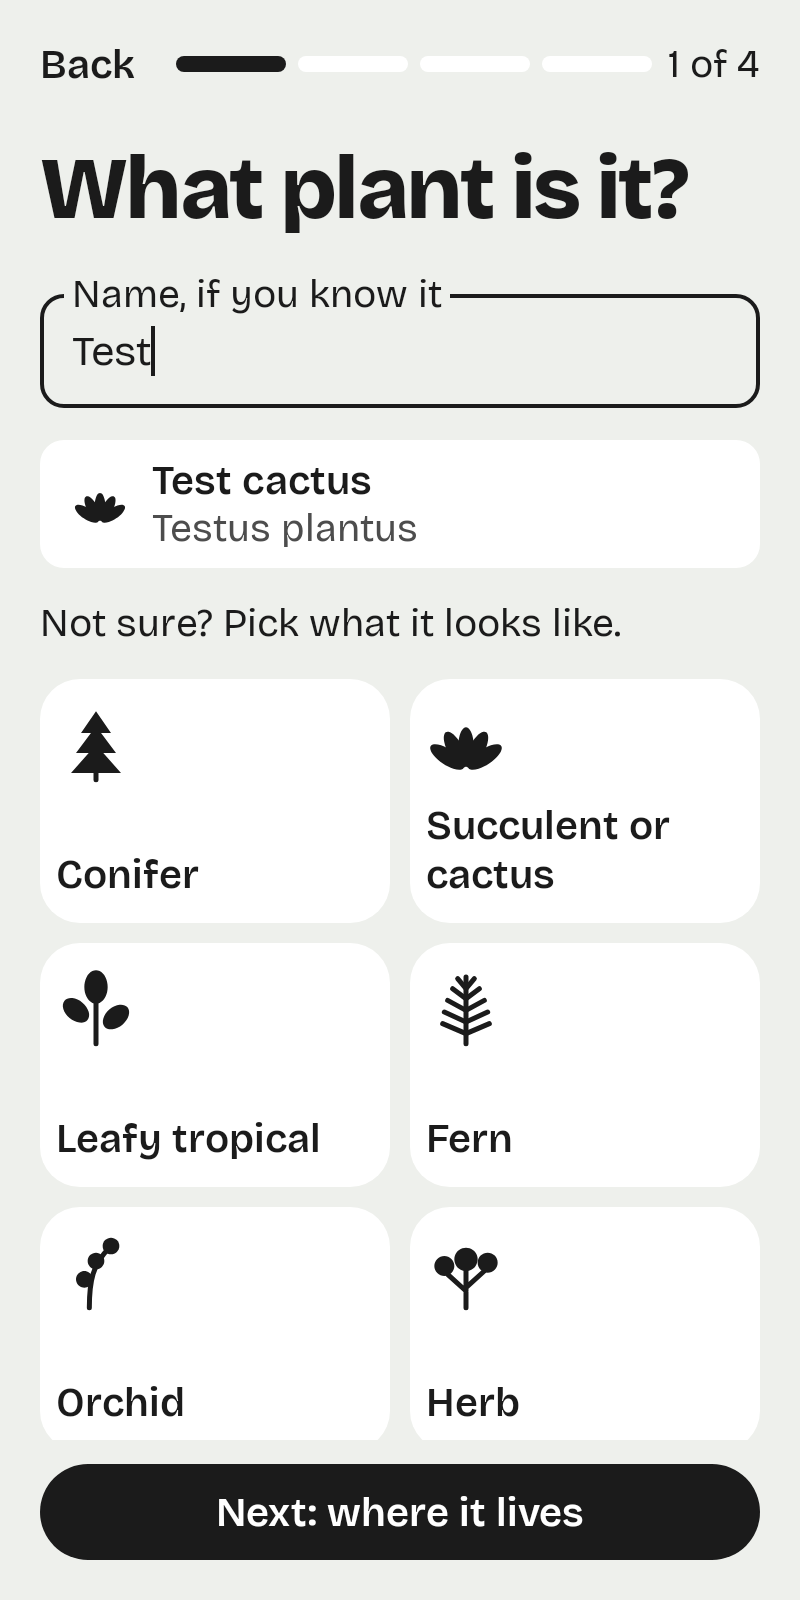 Back
1 of 4
What plant is it?
Name, if you know it
Test
Test cactus
Testus plantus
Not sure? Pick what it looks like.
Conifer
Succulent or
cactus
Leafy tropical
Fern
Orchid
Herb
Next: where it lives